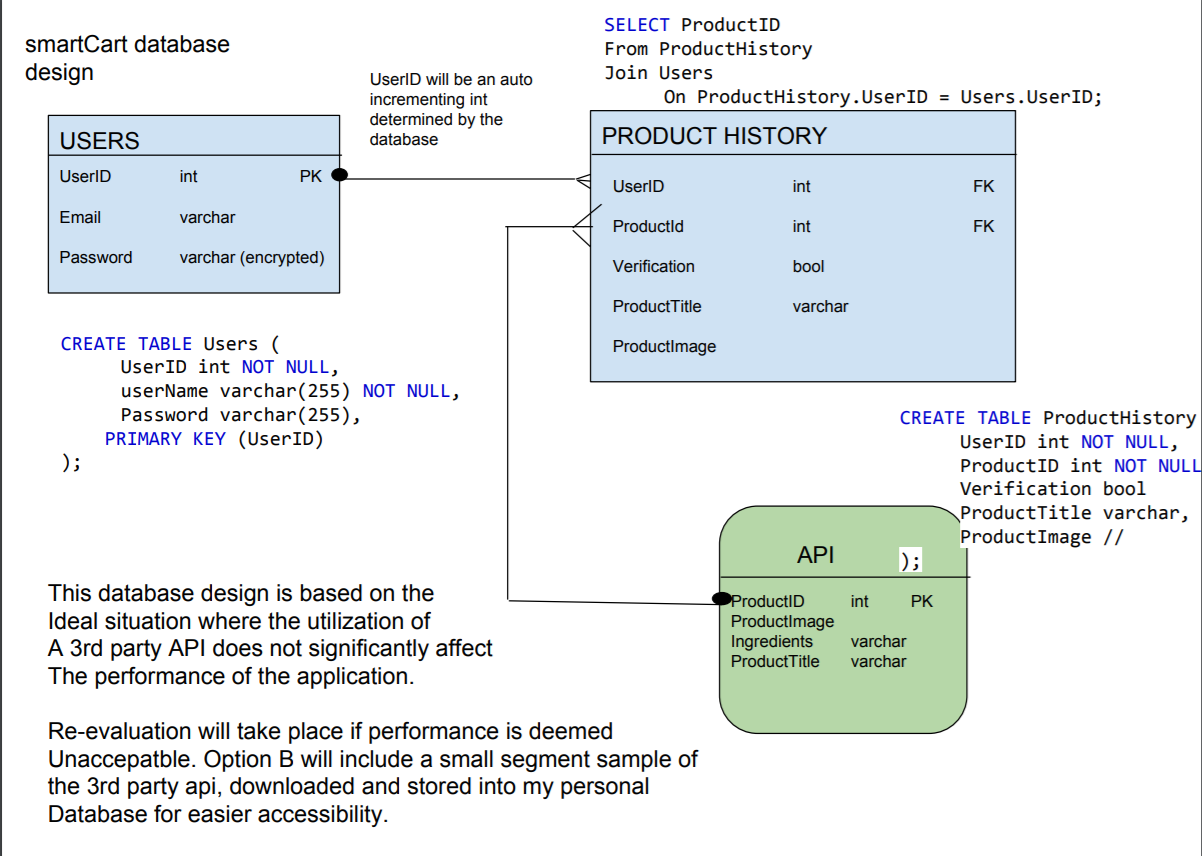 smartCart database
design
UserID will be an auto
incrementing int
determined by the
database
SELECT ProductID
From ProductHistory
Join Users
On ProductHistory.UserID = Users.UserID;
USERS
UserID int PK
Email varchar
Password varchar (encrypted)
PRODUCT HISTORY
UserID int FK
ProductId int FK
Verification bool
ProductTitle varchar
ProductImage
CREATE TABLE Users (
UserID int NOT NULL,
userName varchar(255) NOT NULL,
Password varchar(255),
PRIMARY KEY (UserID)
);
CREATE TABLE ProductHistory
UserID int NOT NULL,
ProductID int NOT NULL
Verification bool
ProductTitle varchar,
ProductImage //
);
API
ProductID int PK
ProductImage
Ingredients varchar
ProductTitle varchar
This database design is based on the
Ideal situation where the utilization of
A 3rd party API does not significantly affect
The performance of the application.
Re-evaluation will take place if performance is deemed
Unaccepatble. Option B will include a small segment sample of
the 3rd party api, downloaded and stored into my personal
Database for easier accessibility.